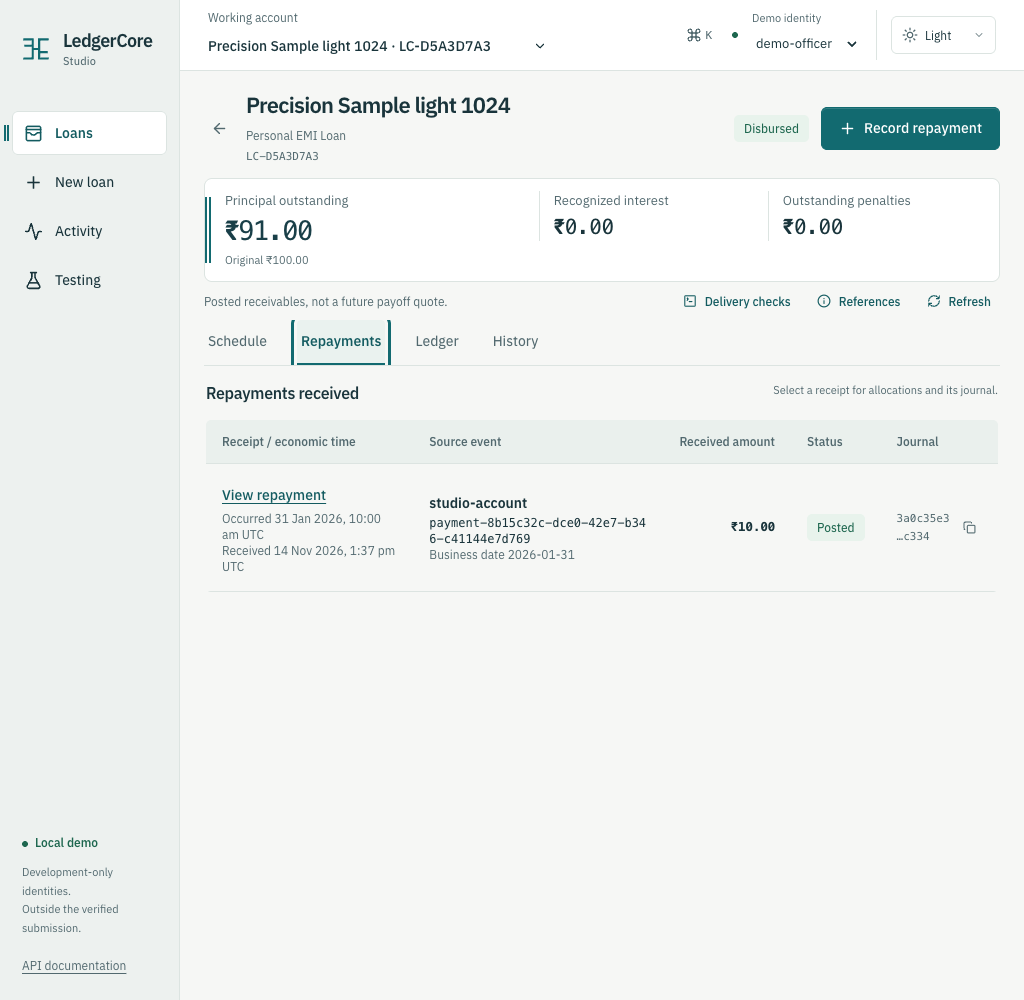 LedgerCore
Studio
Loans
New loan
Activity
Testing
Local demo
Development-only
identities.
Outside the verified
submission.
API documentation
Working account
Precision Sample light 1024 · LC-D5A3D7A3
⌘ K
Demo identity
demo-officer
Light
Precision Sample light 1024
Personal EMI Loan
LC-D5A3D7A3
Disbursed
Record repayment
Principal outstanding
₹91.00
Original ₹100.00
Recognized interest
₹0.00
Outstanding penalties
₹0.00
Posted receivables, not a future payoff quote.
Delivery checks
References
Refresh
Schedule
Repayments
Ledger
History
Repayments received
Select a receipt for allocations and its journal.
Receipt / economic time
Source event
Received amount
Status
Journal
View repayment
Occurred 31 Jan 2026, 10:00
am UTC
Received 14 Nov 2026, 1:37 pm
UTC
studio-account
payment-8b15c32c-dce0-42e7-b34
6-c41144e7d769
Business date 2026-01-31
₹10.00
Posted
3a0c35e3
…c334